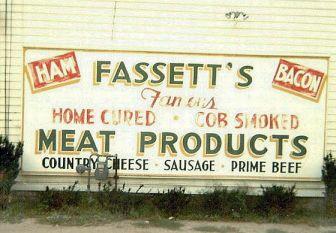 HAM
FASSETT'S
BACON
Famous
HOME CURED · COB SMOKED
MEAT PRODUCTS
COUNTRY CHEESE · SAUSAGE · PRIME BEEF